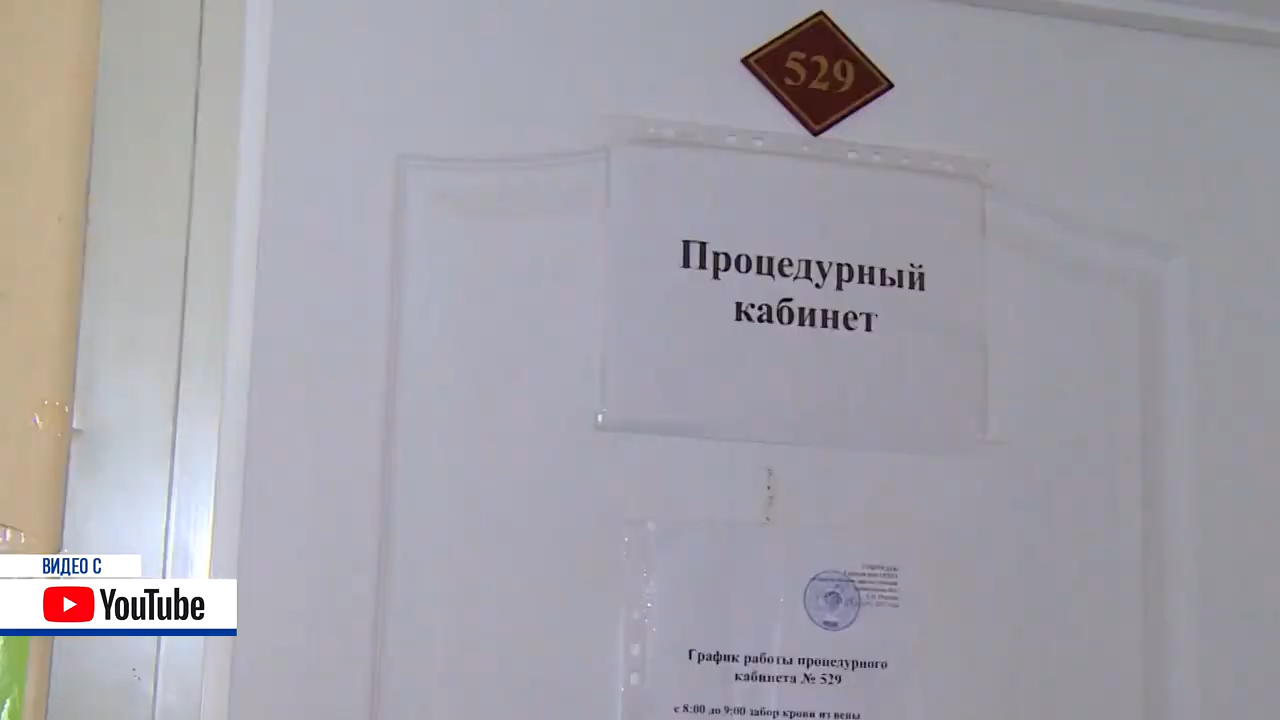 529
Процедурный
кабинет
График работы процедурного
кабинета № 529
с 8:00 до 9:00 забор крови из вены
ВИДЕО С
YouTube